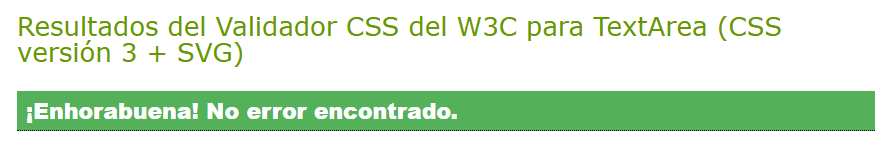 Resultados del Validador CSS del W3C para TextArea (CSS
versión 3 + SVG)
¡Enhorabuena! No error encontrado.